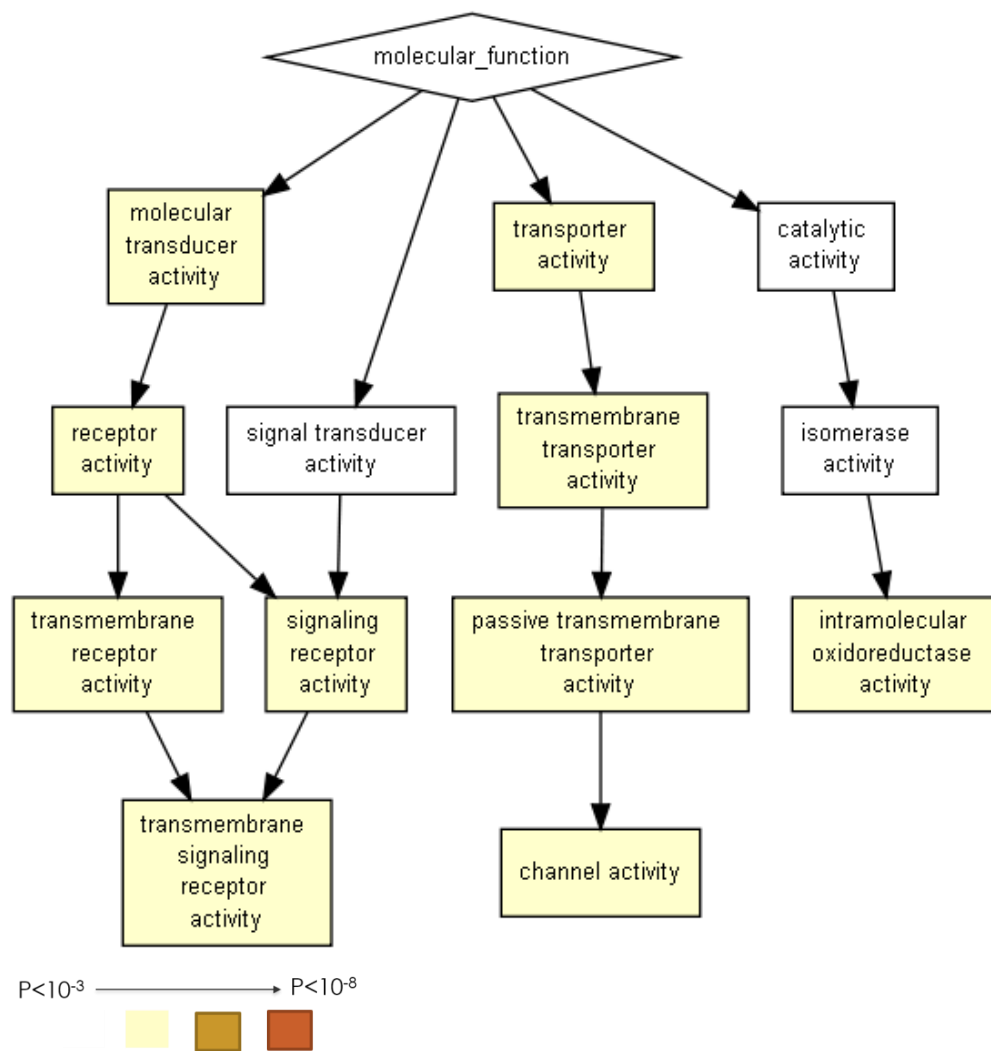 molecular_function
molecular
transducer
activity
transporter
activity
catalytic
activity
receptor
activity
signal transducer
activity
transmembrane
transporter
activity
isomerase
activity
transmembrane
receptor
activity
signaling
receptor
activity
passive transmembrane
transporter
activity
intramolecular
oxidoreductase
activity
transmembrane
signaling
receptor
activity
channel activity
P<10⁻³ P<10⁻⁸